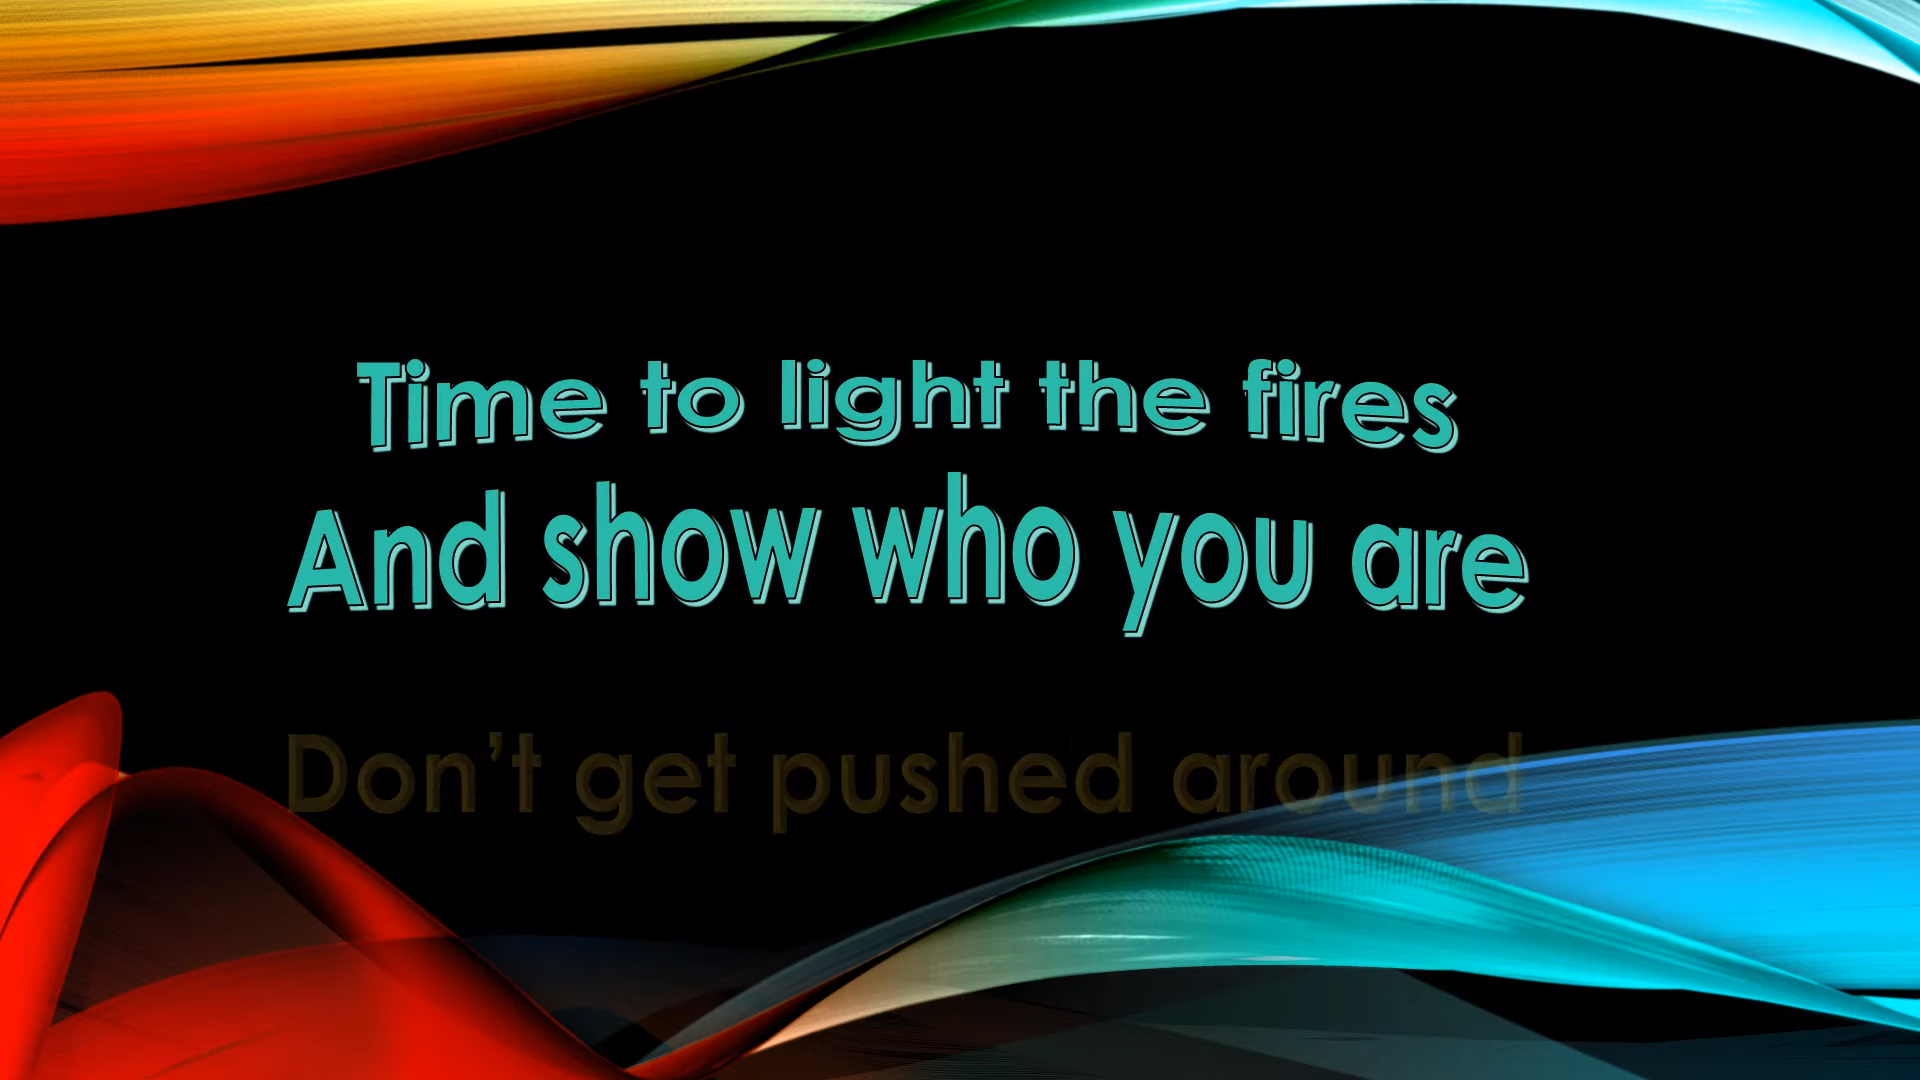 Time to light the fires
And show who you are
Don’t get pushed around